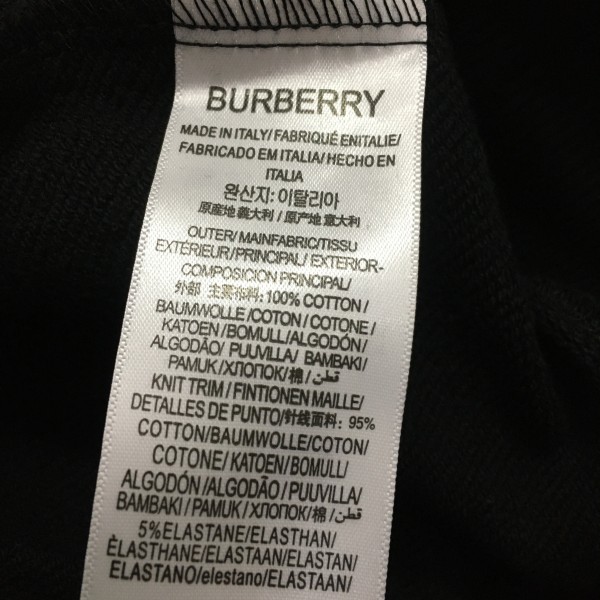 BURBERRY
MADE IN ITALY/FABRIQUÉ ENITALIE/
FABRICADO EM ITALIA/HECHO EN
ITALIA
완산지: 이탈리아
原産地 義大利 / 原产地 意大利
OUTER/MAINFABRIC/TISSU
EXTÉRIEUR/PRINCIPAL/ EXTERIOR-
COMPOSICION PRINCIPAL/
外部 主要布料: 100% COTTON /
BAUMWOLLE /COTON / COTONE /
KATOEN /BOMULL/ALGODÓN/
ALGODÃO/ PUUVILLA/ BAMBAKI/
PAMUK/ХЛОПОК/棉/قطن
KNIT TRIM / FINTIONEN MAILLE/
DETALLES DE PUNTO/针线面料: 95%
COTTON/BAUMWOLLE/COTON/
COTONE/ KATOEN/BOMULL/
ALGODÓN /ALGODÃO / PUUVILLA/
BAMBAKI / PAMUK / ХЛОПОК/棉 /قطن
5%ELASTANE/ELASTHAN/
ÈLASTHANE/ELASTAAN/ELASTAN/
ELASTANO/elestano/ELASTAAN/